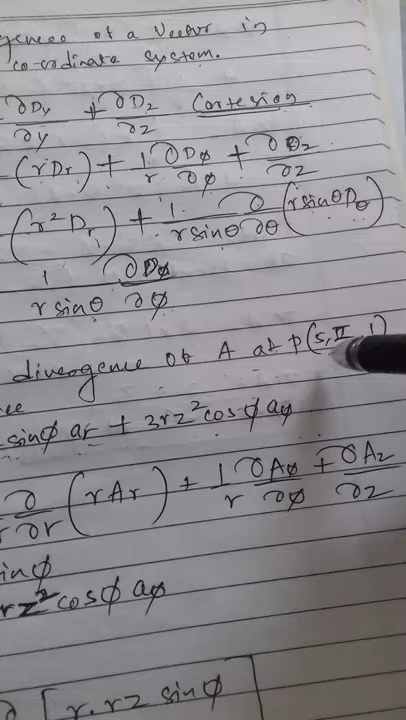 of a Vector in
co-ordinate system.
∂Dy/∂y + ∂Dz/∂z Cartesian
(rDr) + 1/r ∂Dφ/∂φ + ∂Dz/∂z
(r²Dr) + 1/(r sinθ) ∂/∂θ (r sinθ Dθ)
1/(r sinθ) ∂Dφ/∂φ
divergence of A at P(5, π
sinφ ar + 3rz² cosφ aφ
∂/∂r (rAr) + 1/r ∂Aφ/∂φ + ∂Az/∂z
sinφ
rz² cosφ aφ
[r.rz sinφ